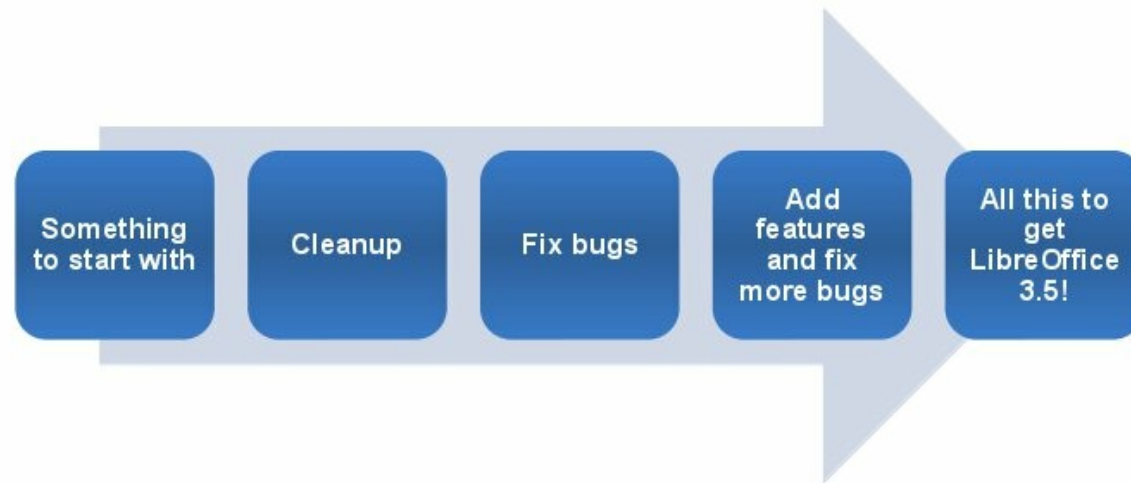 Something
to start with
Cleanup
Fix bugs
Add
features
and fix
more bugs
All this to
get
LibreOffice
3.5!